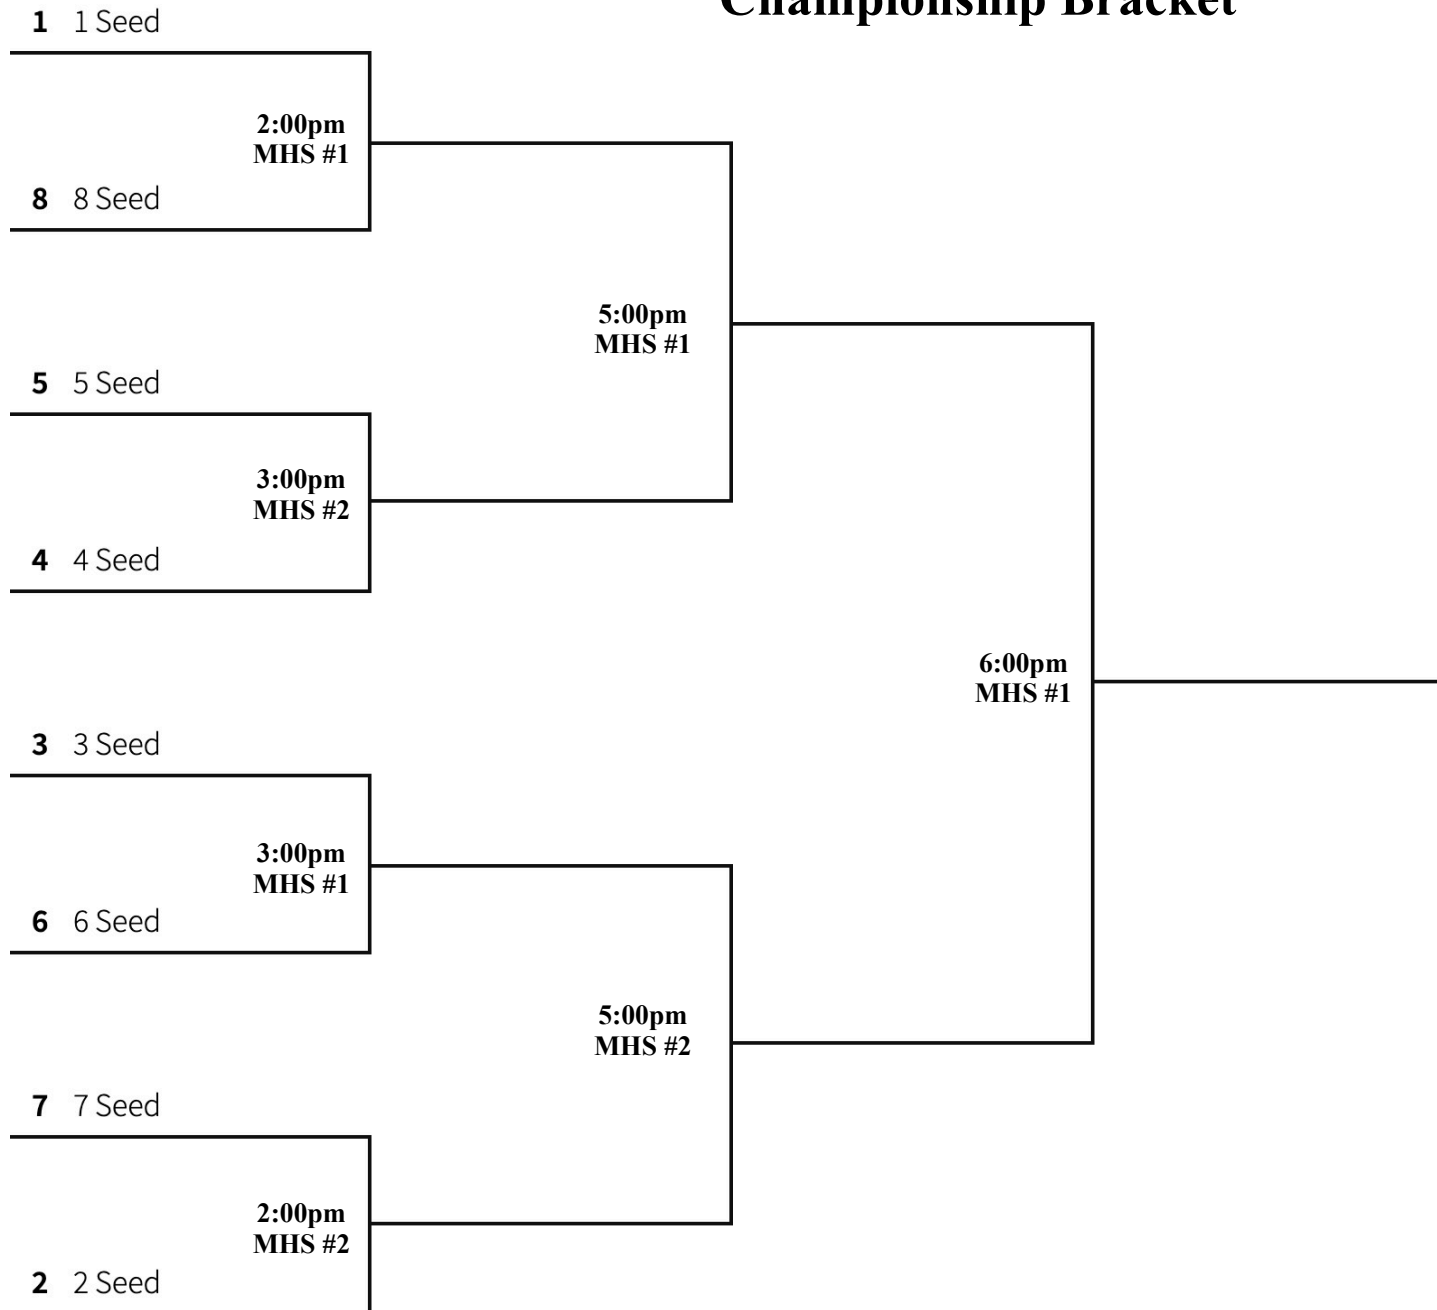 Championship Bracket
1 1 Seed
2:00pm
MHS #1
8 8 Seed
5:00pm
MHS #1
5 5 Seed
3:00pm
MHS #2
4 4 Seed
6:00pm
MHS #1
3 3 Seed
3:00pm
MHS #1
6 6 Seed
5:00pm
MHS #2
7 7 Seed
2:00pm
MHS #2
2 2 Seed